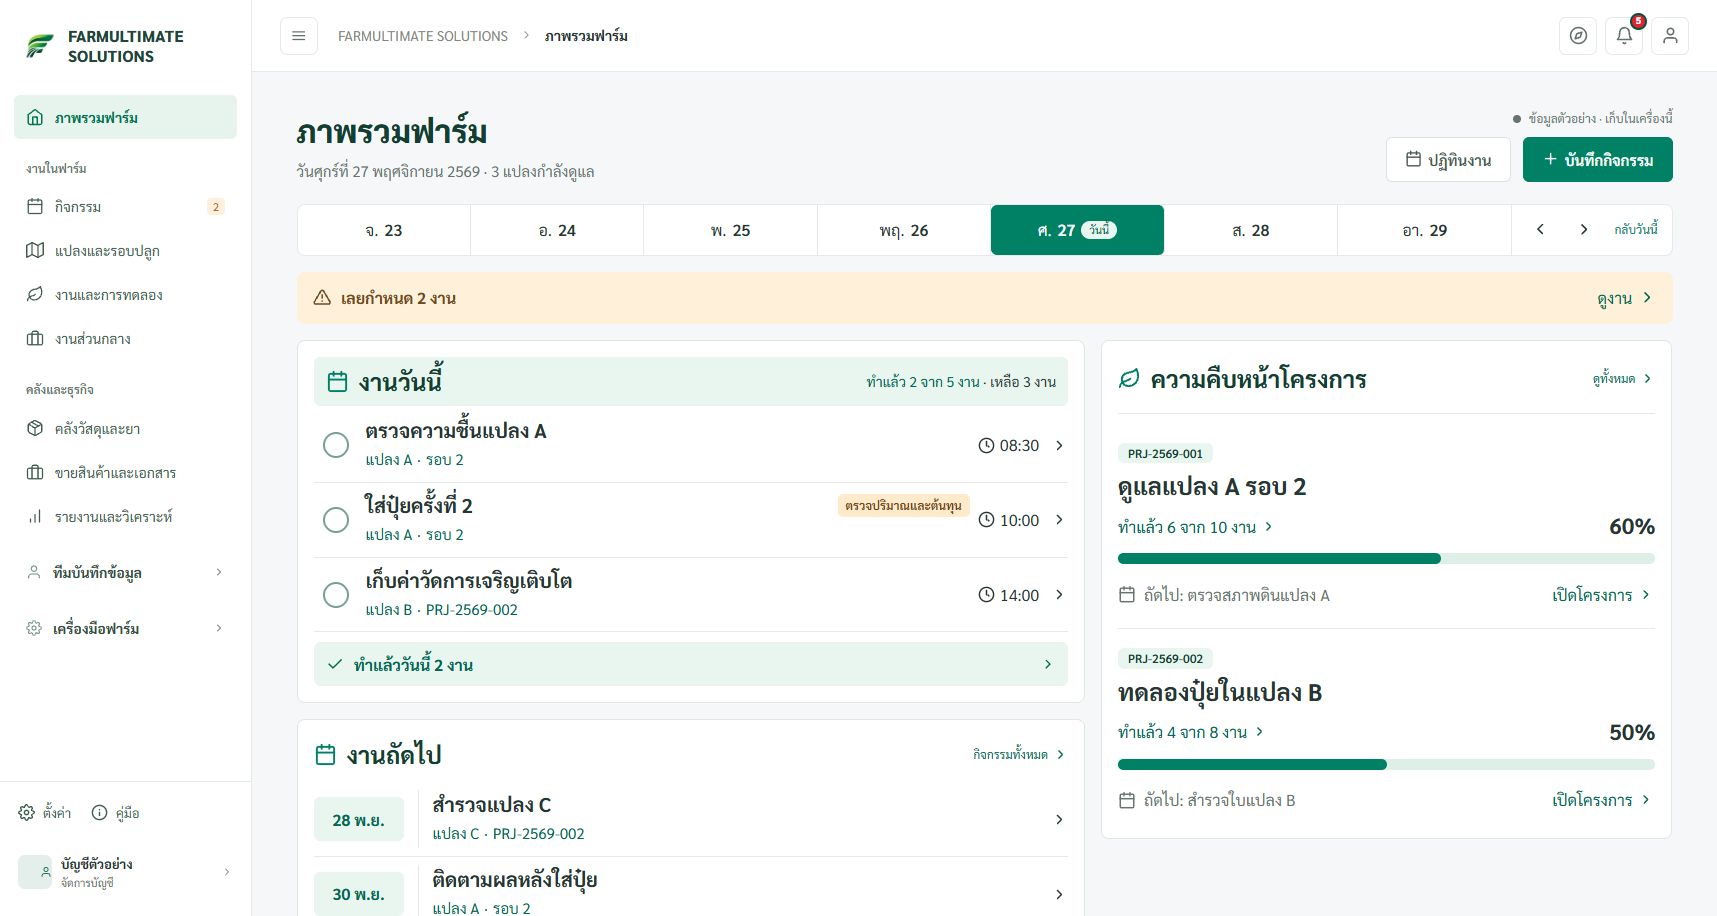 FARMULTIMATE
SOLUTIONS
ภาพรวมฟาร์ม
งานในฟาร์ม
กิจกรรม 2
แปลงและรอบปลูก
งานและการทดลอง
งานส่วนกลาง
คลังและธุรกิจ
คลังวัสดุและยา
ขายสินค้าและเอกสาร
รายงานและวิเคราะห์
ทีมบันทึกข้อมูล
เครื่องมือฟาร์ม
ตั้งค่า คู่มือ
บัญชีตัวอย่าง
จัดการบัญชี
FARMULTIMATE SOLUTIONS ภาพรวมฟาร์ม
5
ภาพรวมฟาร์ม
วันศุกร์ที่ 27 พฤศจิกายน 2569 · 3 แปลงกำลังดูแล
ข้อมูลตัวอย่าง · เก็บในเครื่องนี้
ปฏิทินงาน
+ บันทึกกิจกรรม
จ. 23 อ. 24 พ. 25 พฤ. 26 ศ. 27 วันนี้ ส. 28 อา. 29 กลับวันนี้
เลยกำหนด 2 งาน ดูงาน
งานวันนี้ ทำแล้ว 2 จาก 5 งาน · เหลือ 3 งาน
ตรวจความชื้นแปลง A
แปลง A · รอบ 2
08:30
ใส่ปุ๋ยครั้งที่ 2
แปลง A · รอบ 2
ตรวจปริมาณและต้นทุน
10:00
เก็บค่าวัดการเจริญเติบโต
แปลง B · PRJ-2569-002
14:00
ทำแล้ววันนี้ 2 งาน
งานถัดไป กิจกรรมทั้งหมด
28 พ.ย.
สำรวจแปลง C
แปลง C · PRJ-2569-002
30 พ.ย.
ติดตามผลหลังใส่ปุ๋ย
แปลง A · รอบ 2
ความคืบหน้าโครงการ ดูทั้งหมด
PRJ-2569-001
ดูแลแปลง A รอบ 2
ทำแล้ว 6 จาก 10 งาน 60%
ถัดไป: ตรวจสภาพดินแปลง A เปิดโครงการ
PRJ-2569-002
ทดลองปุ๋ยในแปลง B
ทำแล้ว 4 จาก 8 งาน 50%
ถัดไป: สำรวจใบแปลง B เปิดโครงการ